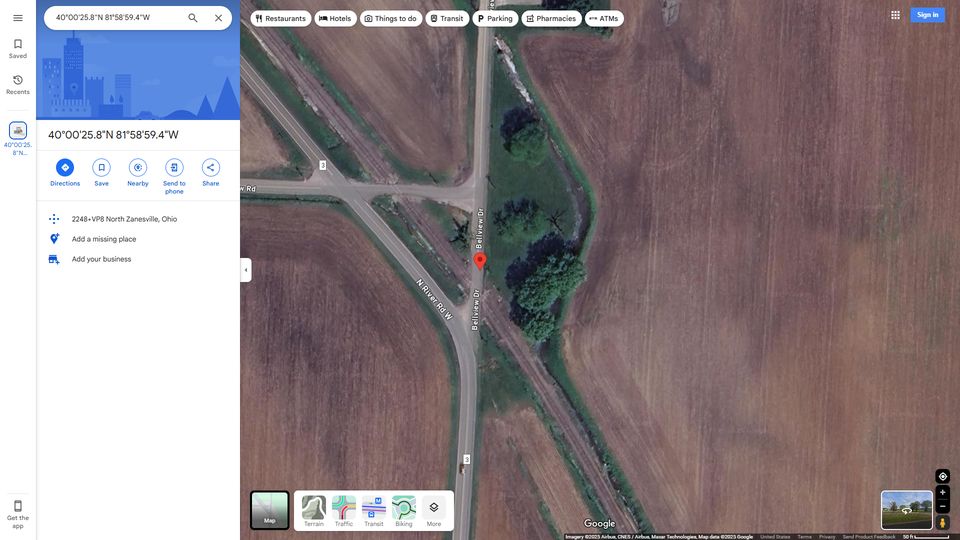 40°00'25.8"N 81°58'59.4"W
Restaurants
Hotels
Things to do
Transit
Parking
Pharmacies
ATMs
Sign in
Saved
Recents
40°00'25.
8"N...
40°00'25.8"N 81°58'59.4"W
Directions
Save
Nearby
Send to
phone
Share
2248+VP8 North Zanesville, Ohio
Add a missing place
Add your business
3
w Rd
Bellview Dr
Bellview Dr
N River Rd W
3
Get the
app
Map
Terrain
Traffic
Transit
Biking
More
Google
Imagery ©2025 Airbus, CNES / Airbus, Maxar Technologies, Map data ©2025 Google
United States
Terms
Privacy
Send Product Feedback
50 ft